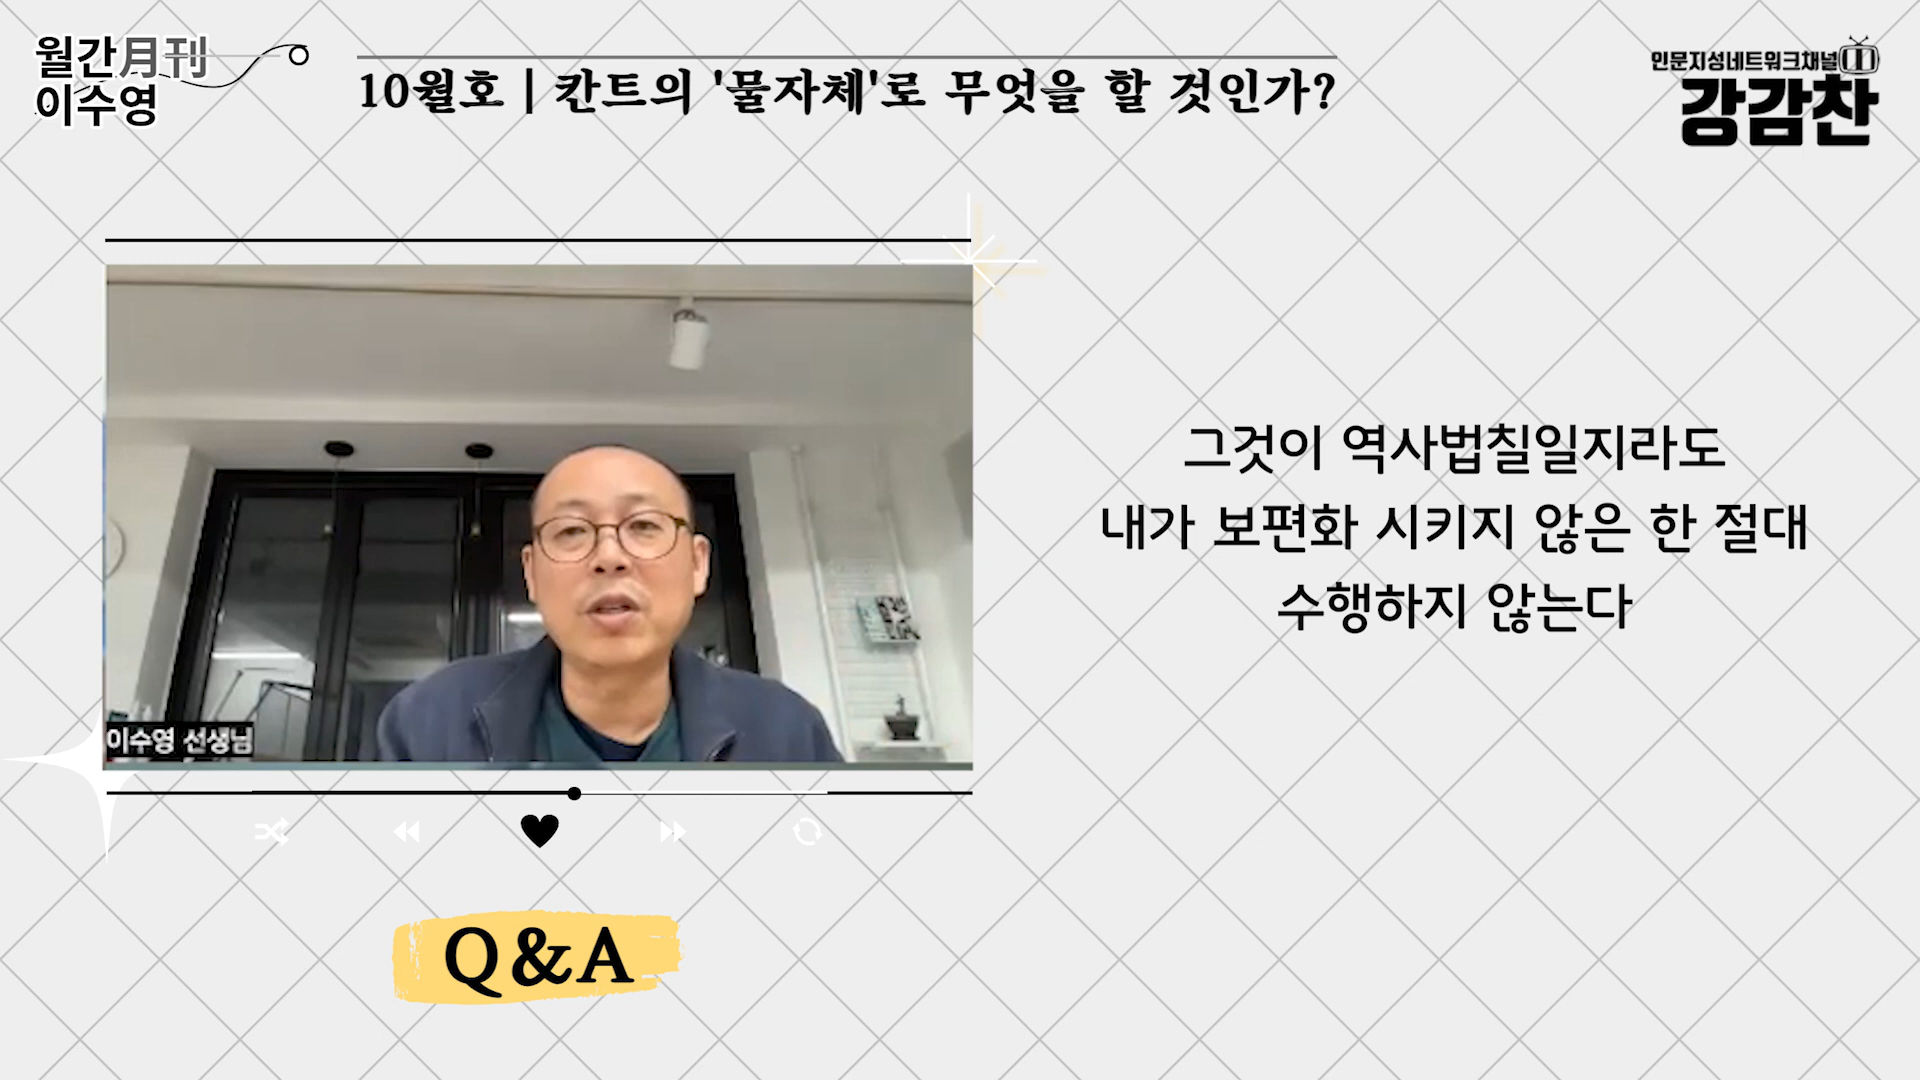 월간月刊
이수영
10월호 | 칸트의 '물자체'로 무엇을 할 것인가?
인문지성네트워크채널
강감찬
그것이 역사법칠일지라도
내가 보편화 시키지 않은 한 절대
수행하지 않는다
이수영 선생님
Q&A